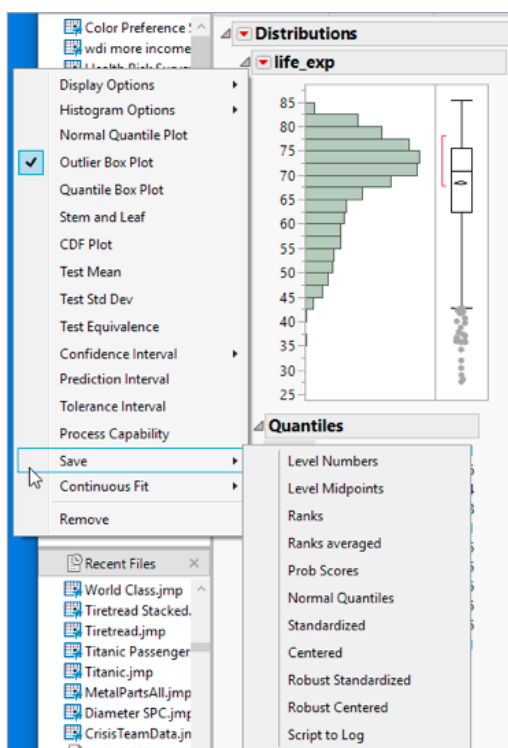 Color Preference
wdi more income
Distributions
life_exp
Display Options
Histogram Options
Normal Quantile Plot
Outlier Box Plot
Quantile Box Plot
Stem and Leaf
CDF Plot
Test Mean
Test Std Dev
Test Equivalence
Confidence Interval
Prediction Interval
Tolerance Interval
Process Capability
Save
Continuous Fit
Remove
85
80
75
70
65
60
55
50
45
40
35
30
25
Quantiles
Level Numbers
Level Midpoints
Ranks
Ranks averaged
Prob Scores
Normal Quantiles
Standardized
Centered
Robust Standardized
Robust Centered
Script to Log
Recent Files
World Class.jmp
Tiretread Stacked.
Tiretread.jmp
Titanic Passenger
Titanic.jmp
MetalPartsAll.jmp
Diameter SPC.jmp
CrisisTeamData.jm